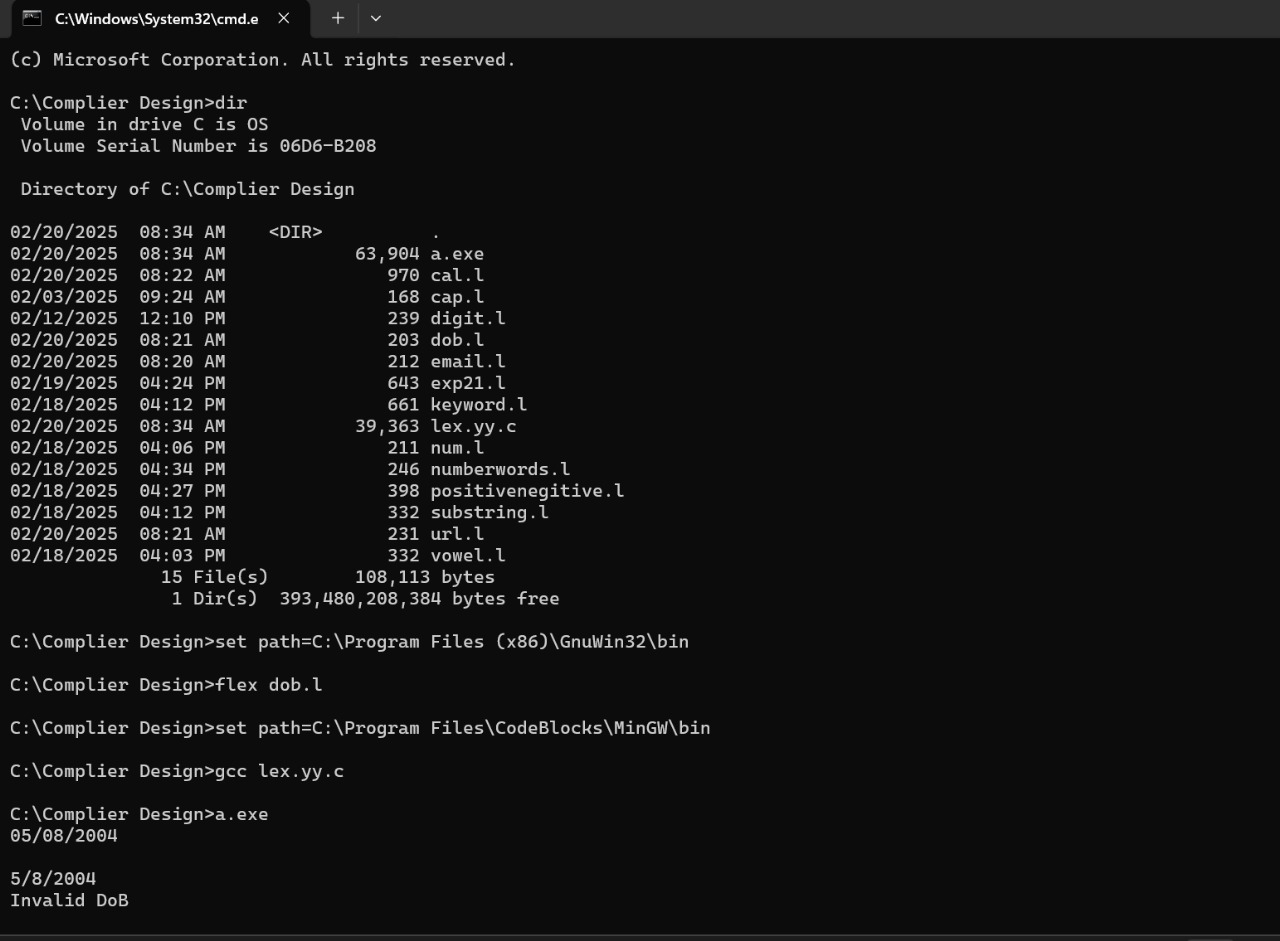 C:\Windows\System32\cmd.e
(c) Microsoft Corporation. All rights reserved.
C:\Complier Design>dir
Volume in drive C is OS
Volume Serial Number is 06D6-B208
Directory of C:\Complier Design
02/20/2025  08:34 AM    <DIR>          .
02/20/2025  08:34 AM            63,904 a.exe
02/20/2025  08:22 AM               970 cal.l
02/03/2025  09:24 AM               168 cap.l
02/12/2025  12:10 PM               239 digit.l
02/20/2025  08:21 AM               203 dob.l
02/20/2025  08:20 AM               212 email.l
02/19/2025  04:24 PM               643 exp21.l
02/18/2025  04:12 PM               661 keyword.l
02/20/2025  08:34 AM            39,363 lex.yy.c
02/18/2025  04:06 PM               211 num.l
02/18/2025  04:34 PM               246 numberwords.l
02/18/2025  04:27 PM               398 positivenegitive.l
02/18/2025  04:12 PM               332 substring.l
02/20/2025  08:21 AM               231 url.l
02/18/2025  04:03 PM               332 vowel.l
15 File(s)        108,113 bytes
1 Dir(s)  393,480,208,384 bytes free
C:\Complier Design>set path=C:\Program Files (x86)\GnuWin32\bin
C:\Complier Design>flex dob.l
C:\Complier Design>set path=C:\Program Files\CodeBlocks\MinGW\bin
C:\Complier Design>gcc lex.yy.c
C:\Complier Design>a.exe
05/08/2004
5/8/2004
Invalid DoB